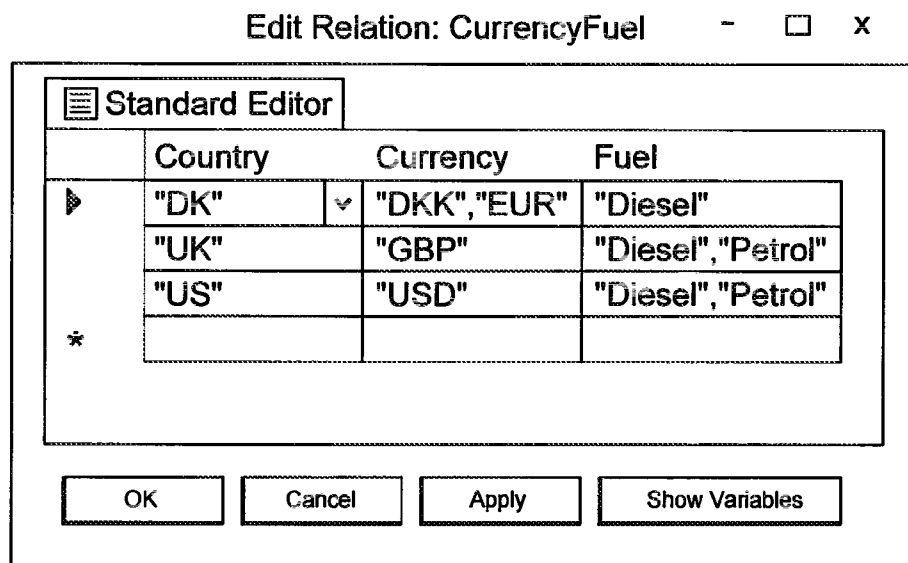 Edit Relation: CurrencyFuel - □ x
Standard Editor
Country Currency Fuel
"DK" "DKK","EUR" "Diesel"
"UK" "GBP" "Diesel","Petrol"
"US" "USD" "Diesel","Petrol"
*
OK Cancel Apply Show Variables